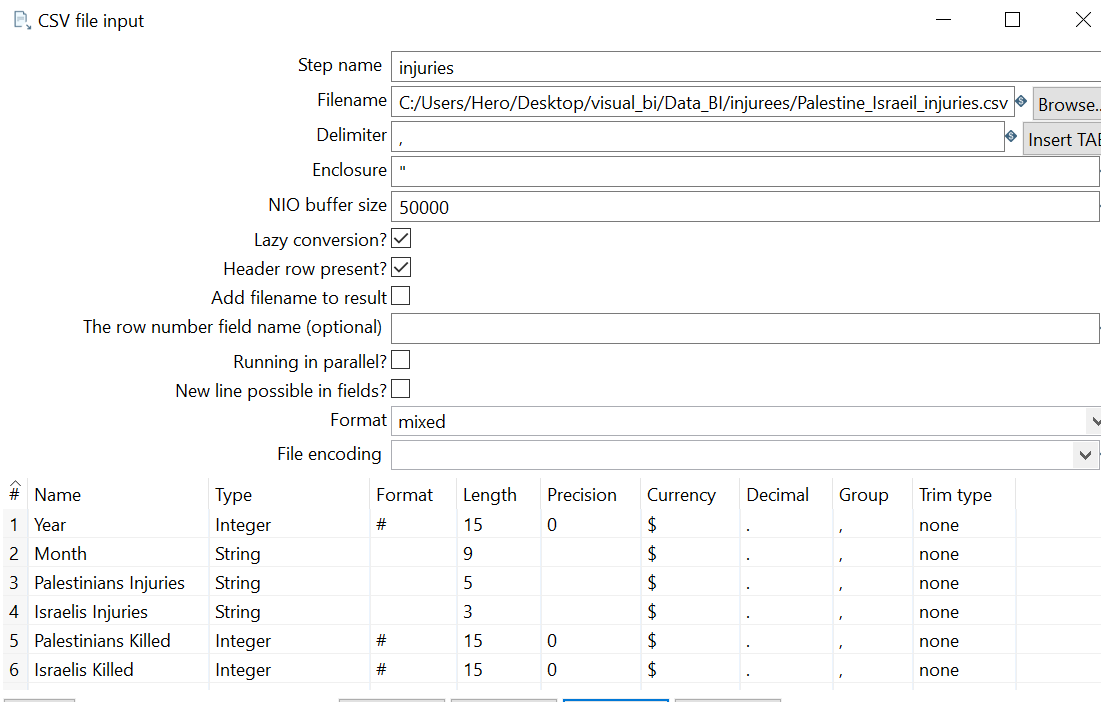 CSV file input
Step name injuries
Filename C:/Users/Hero/Desktop/visual_bi/Data_BI/injurees/Palestine_Israeil_injuries.csv Browse..
Delimiter , Insert TAB
Enclosure "
NIO buffer size 50000
Lazy conversion?
Header row present?
Add filename to result
The row number field name (optional)
Running in parallel?
New line possible in fields?
Format mixed
File encoding
# Name Type Format Length Precision Currency Decimal Group Trim type
1 Year Integer # 15 0 $ . , none
2 Month String 9 $ . , none
3 Palestinians Injuries String 5 $ . , none
4 Israelis Injuries String 3 $ . , none
5 Palestinians Killed Integer # 15 0 $ . , none
6 Israelis Killed Integer # 15 0 $ . , none